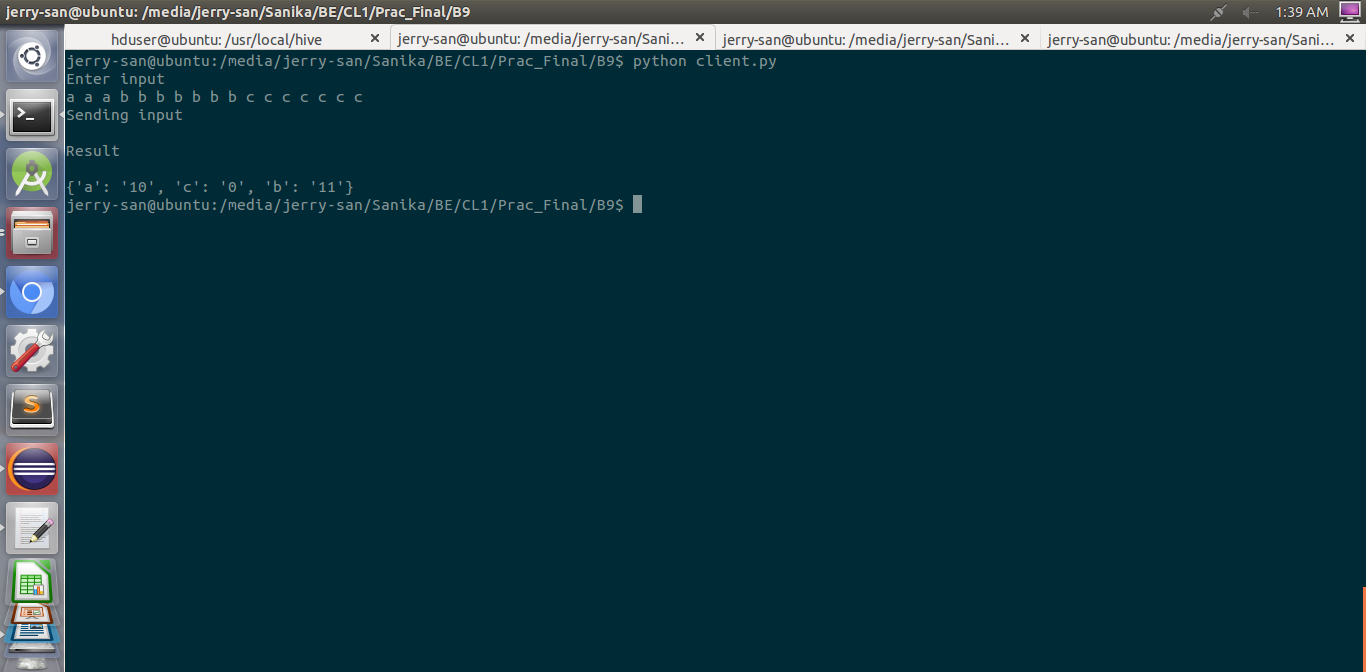 jerry-san@ubuntu: /media/jerry-san/Sanika/BE/CL1/Prac_Final/B9
1:39 AM
hduser@ubuntu: /usr/local/hive
jerry-san@ubuntu: /media/jerry-san/Sani...
jerry-san@ubuntu: /media/jerry-san/Sani...
jerry-san@ubuntu: /media/jerry-san/Sani...
jerry-san@ubuntu:/media/jerry-san/Sanika/BE/CL1/Prac_Final/B9$ python client.py
Enter input
a a a b b b b b b b c c c c c c c
Sending input
Result
{'a': '10', 'c': '0', 'b': '11'}
jerry-san@ubuntu:/media/jerry-san/Sanika/BE/CL1/Prac_Final/B9$